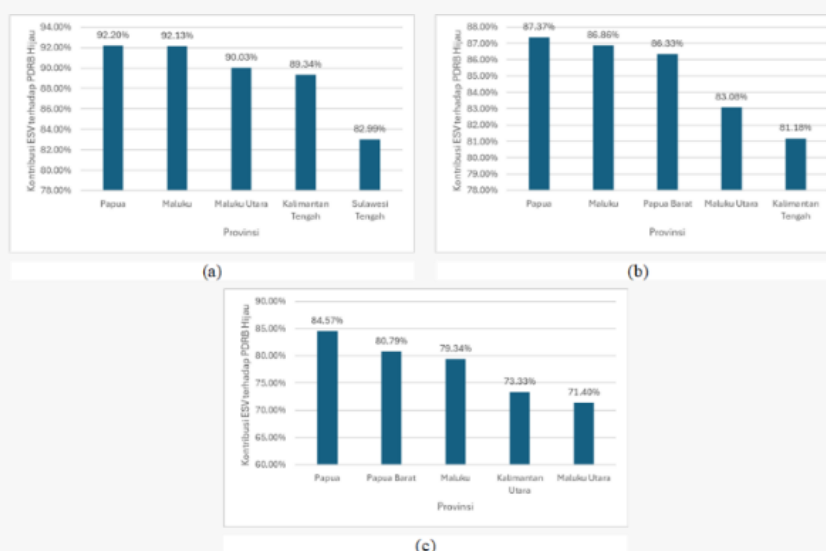 Kontribusi ESV terhadap PDRB Hijau
94.00%
92.00%
90.00%
88.00%
86.00%
84.00%
82.00%
80.00%
78.00%
92.20%
92.13%
90.03%
89.34%
82.99%
Papua
Maluku
Maluku Utara
Kalimantan Tengah
Sulawesi Tengah
Provinsi
(a)
Kontribusi ESV terhadap PDRB Hijau
88.00%
87.00%
86.00%
85.00%
84.00%
83.00%
82.00%
81.00%
80.00%
79.00%
78.00%
87.37%
86.86%
86.33%
83.08%
81.18%
Papua
Maluku
Papua Barat
Maluku Utara
Kalimantan Tengah
Provinsi
(b)
Kontribusi ESV terhadap PDRB Hijau
90.00%
85.00%
80.00%
75.00%
70.00%
65.00%
60.00%
84.57%
80.79%
79.34%
73.33%
71.40%
Papua
Papua Barat
Maluku
Kalimantan Utara
Maluku Utara
Provinsi
(c)